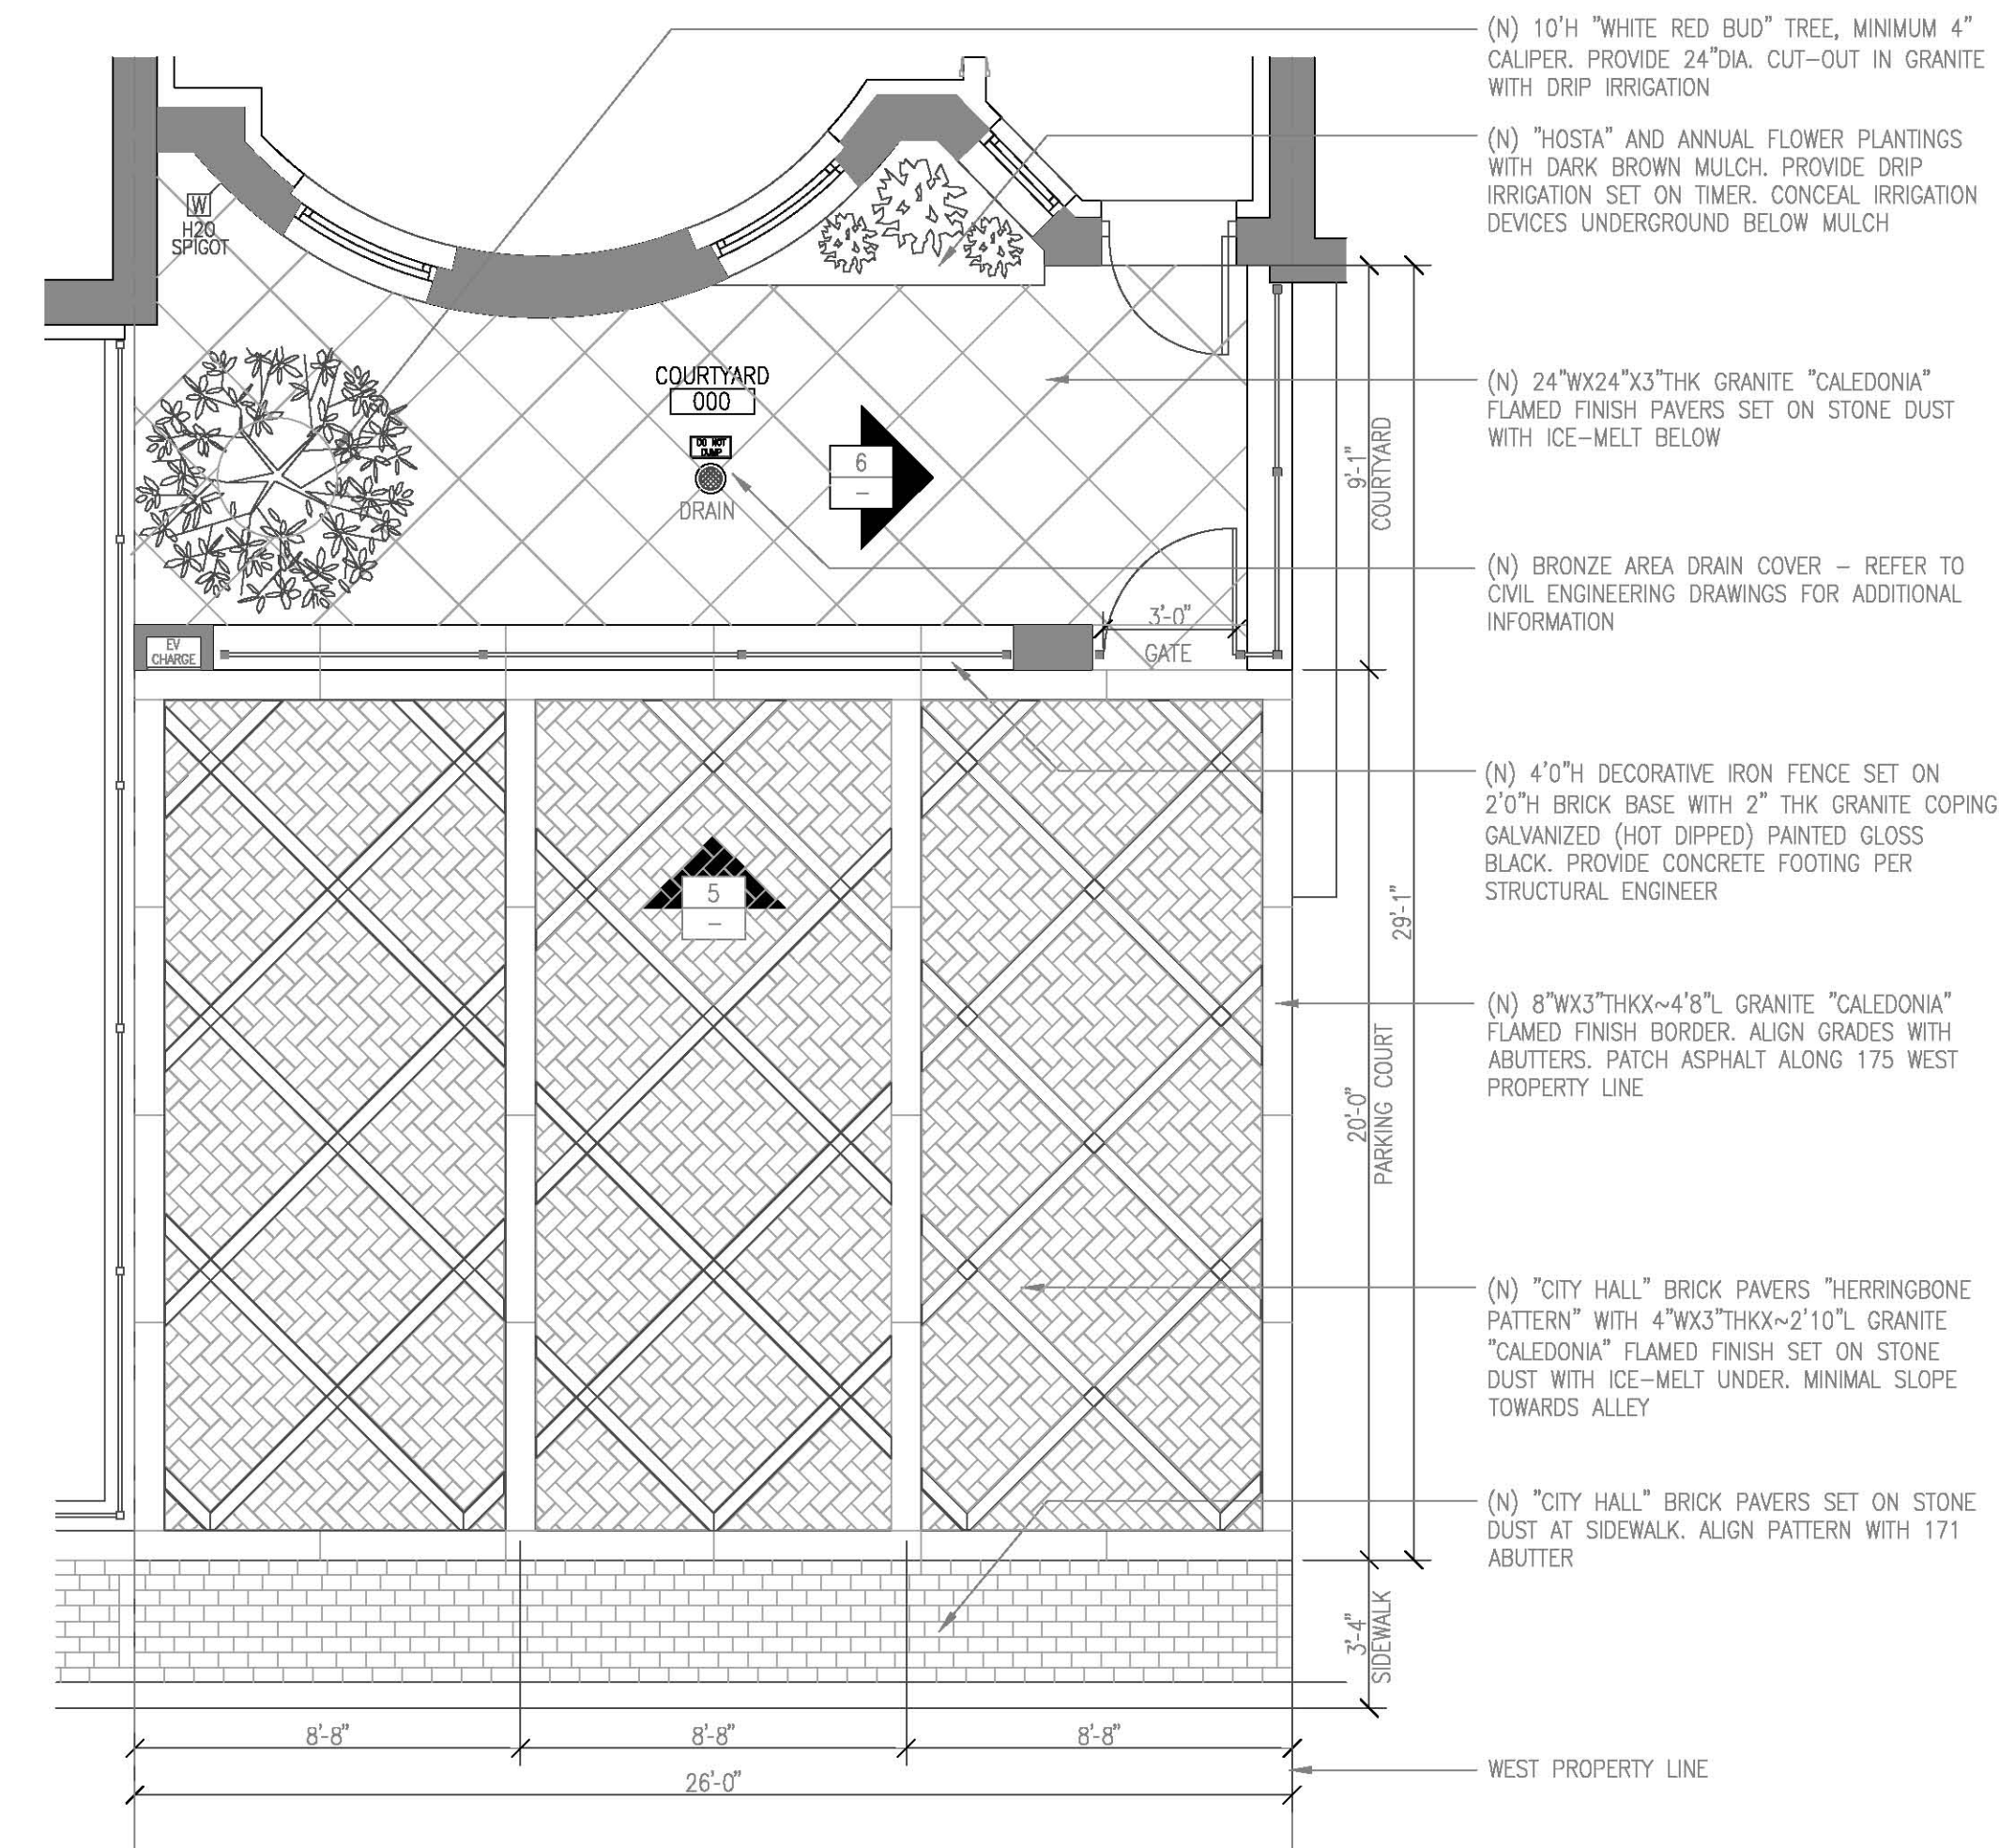 (N) 10'H "WHITE RED BUD" TREE, MINIMUM 4"
CALIPER. PROVIDE 24"DIA. CUT-OUT IN GRANITE
WITH DRIP IRRIGATION
(N) "HOSTA" AND ANNUAL FLOWER PLANTINGS
WITH DARK BROWN MULCH. PROVIDE DRIP
IRRIGATION SET ON TIMER. CONCEAL IRRIGATION
DEVICES UNDERGROUND BELOW MULCH
W
H2O
SPIGOT
COURTYARD
000
DO NOT
DUMP
DRAIN
6
–
(N) 24"WX24"X3"THK GRANITE "CALEDONIA"
FLAMED FINISH PAVERS SET ON STONE DUST
WITH ICE-MELT BELOW
9'-1"
COURTYARD
(N) BRONZE AREA DRAIN COVER – REFER TO
CIVIL ENGINEERING DRAWINGS FOR ADDITIONAL
INFORMATION
3'-0"
GATE
EV
CHARGE
(N) 4'0"H DECORATIVE IRON FENCE SET ON
2'0"H BRICK BASE WITH 2" THK GRANITE COPING
GALVANIZED (HOT DIPPED) PAINTED GLOSS
BLACK. PROVIDE CONCRETE FOOTING PER
STRUCTURAL ENGINEER
5
–
29'-1"
(N) 8"WX3"THKX~4'8"L GRANITE "CALEDONIA"
FLAMED FINISH BORDER. ALIGN GRADES WITH
ABUTTERS. PATCH ASPHALT ALONG 175 WEST
PROPERTY LINE
20'-0"
PARKING COURT
(N) "CITY HALL" BRICK PAVERS "HERRINGBONE
PATTERN" WITH 4"WX3"THKX~2'10"L GRANITE
"CALEDONIA" FLAMED FINISH SET ON STONE
DUST WITH ICE-MELT UNDER. MINIMAL SLOPE
TOWARDS ALLEY
(N) "CITY HALL" BRICK PAVERS SET ON STONE
DUST AT SIDEWALK. ALIGN PATTERN WITH 171
ABUTTER
3'-4"
SIDEWALK
8'-8"
8'-8"
8'-8"
26'-0"
WEST PROPERTY LINE